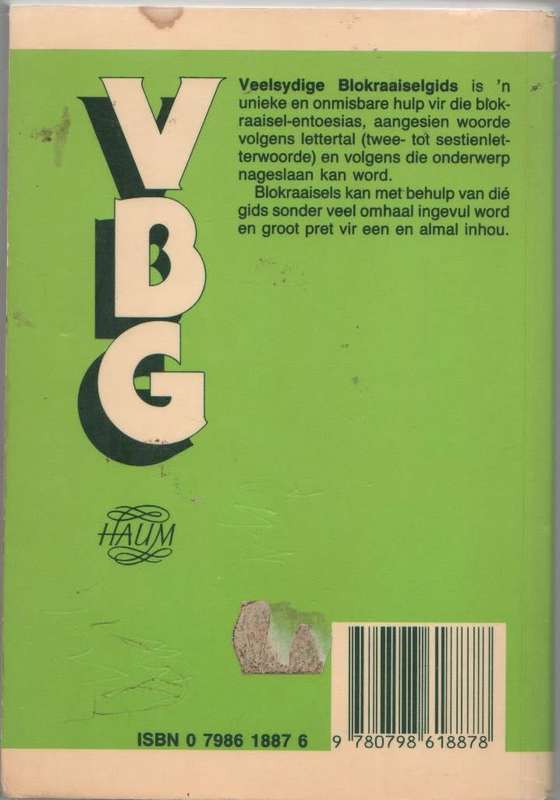 VBG
Veelsydige Blokraaiselgids is 'n
unieke en onmisbare hulp vir die blok-
raaisel-entoesias, aangesien woorde
volgens lettertal (twee- tot sestienlet-
terwoorde) en volgens die onderwerp
nageslaan kan word.
Blokraaisels kan met behulp van dié
gids sonder veel omhaal ingevul word
en groot pret vir een en almal inhou.
HAUM
ISBN 0 7986 1887 6
9 780798 618878